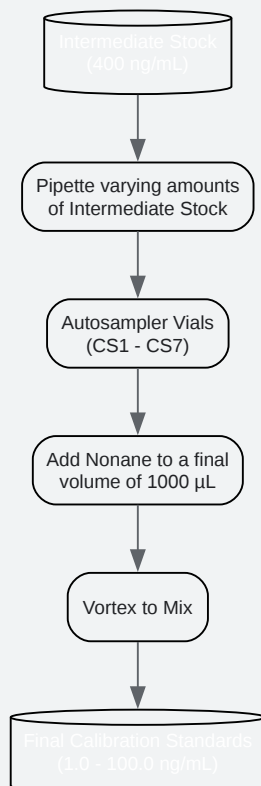 Intermediate Stock
(400 ng/mL)
Pipette varying amounts
of Intermediate Stock
Autosampler Vials
(CS1 - CS7)
Add Nonane to a final
volume of 1000 µL
Vortex to Mix
Final Calibration Standards
(1.0 - 100.0 ng/mL)